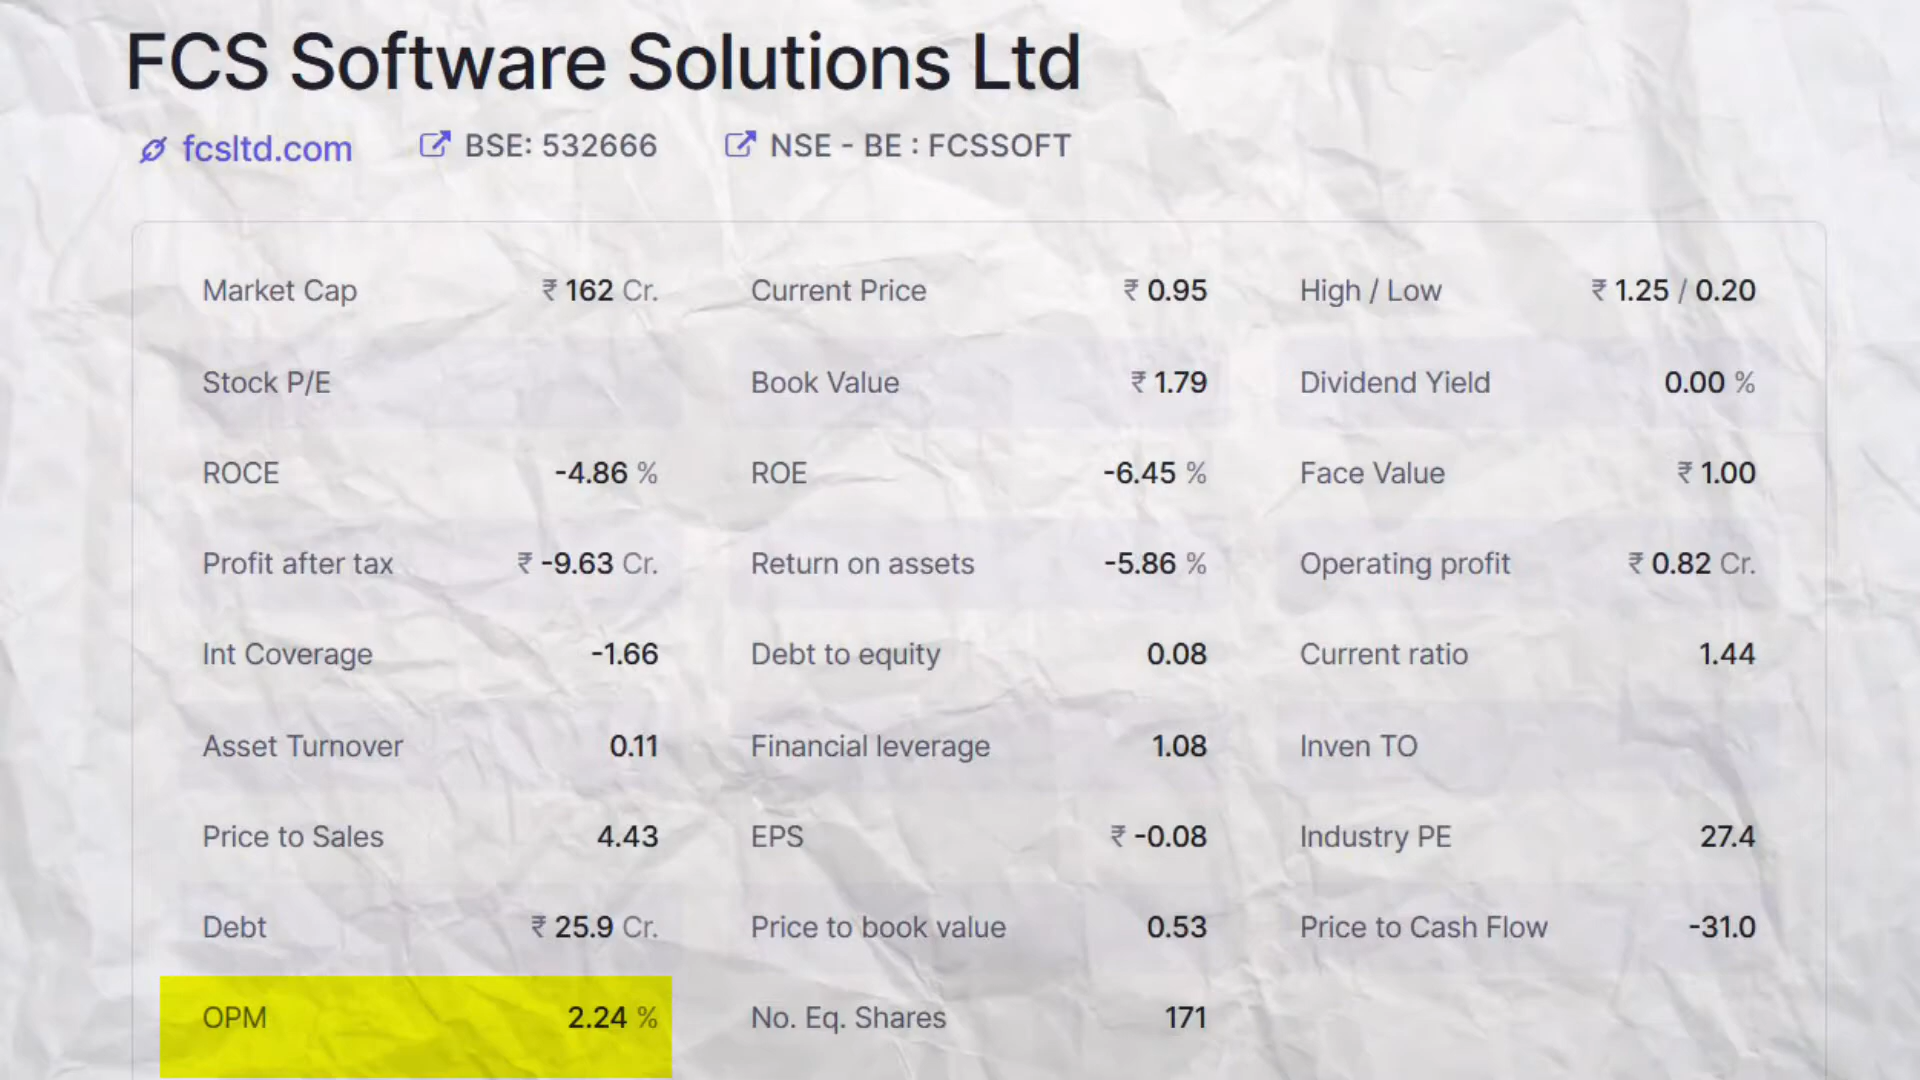 FCS Software Solutions Ltd
fcsltd.com BSE: 532666 NSE - BE : FCSSOFT
Market Cap ₹ 162 Cr. Current Price ₹ 0.95 High / Low ₹ 1.25 / 0.20
Stock P/E Book Value ₹ 1.79 Dividend Yield 0.00 %
ROCE -4.86 % ROE -6.45 % Face Value ₹ 1.00
Profit after tax ₹ -9.63 Cr. Return on assets -5.86 % Operating profit ₹ 0.82 Cr.
Int Coverage -1.66 Debt to equity 0.08 Current ratio 1.44
Asset Turnover 0.11 Financial leverage 1.08 Inven TO
Price to Sales 4.43 EPS ₹ -0.08 Industry PE 27.4
Debt ₹ 25.9 Cr. Price to book value 0.53 Price to Cash Flow -31.0
OPM 2.24 % No. Eq. Shares 171